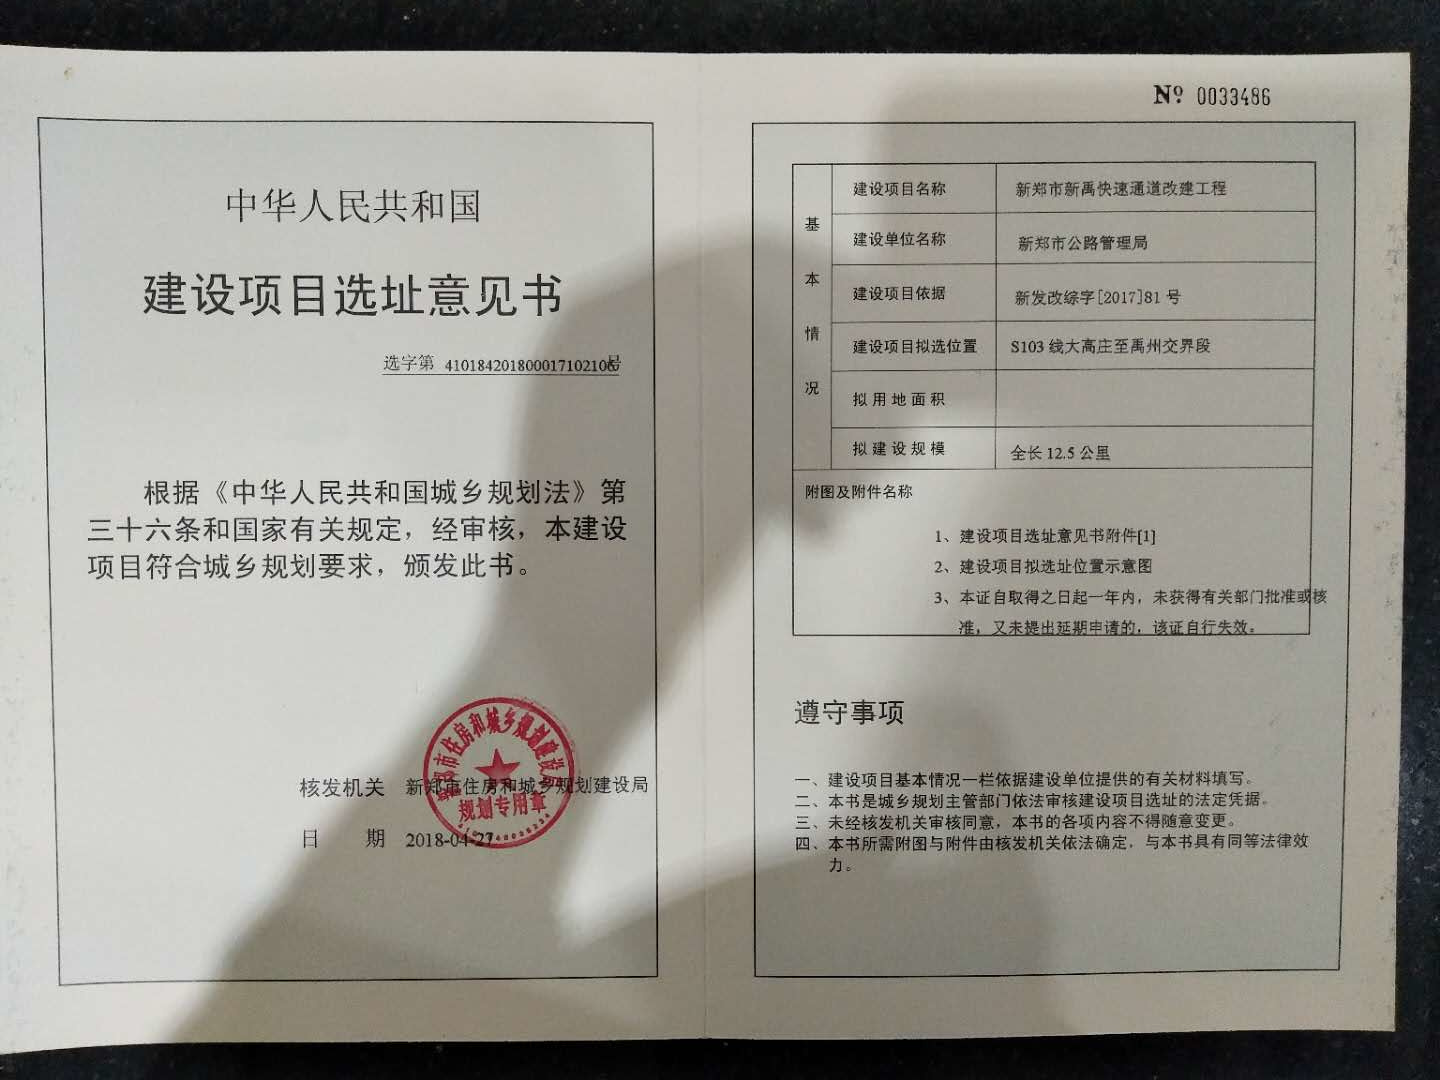 中华人民共和国
建设项目选址意见书
选字第 410184201800017102106号
根据《中华人民共和国城乡规划法》第
三十六条和国家有关规定，经审核，本建设
项目符合城乡规划要求，颁发此书。
核发机关 新郑市住房和城乡规划建设局
日 期 2018-04-27
新郑市住房和城乡规划建设局
规划专用章
№ 0033486
基本情况
建设项目名称 新郑市新禹快速通道改建工程
建设单位名称 新郑市公路管理局
建设项目依据 新发改综字[2017]81 号
建设项目拟选位置 S103 线大高庄至禹州交界段
拟用地面积
拟建设规模 全长 12.5 公里
附图及附件名称
1、建设项目选址意见书附件[1]
2、建设项目拟选址位置示意图
3、本证自取得之日起一年内，未获得有关部门批准或核
准，又未提出延期申请的，该证自行失效。
遵守事项
一、建设项目基本情况一栏依据建设单位提供的有关材料填写。
二、本书是城乡规划主管部门依法审核建设项目选址的法定凭据。
三、未经核发机关审核同意，本书的各项内容不得随意变更。
四、本书所需附图与附件由核发机关依法确定，与本书具有同等法律效
力。